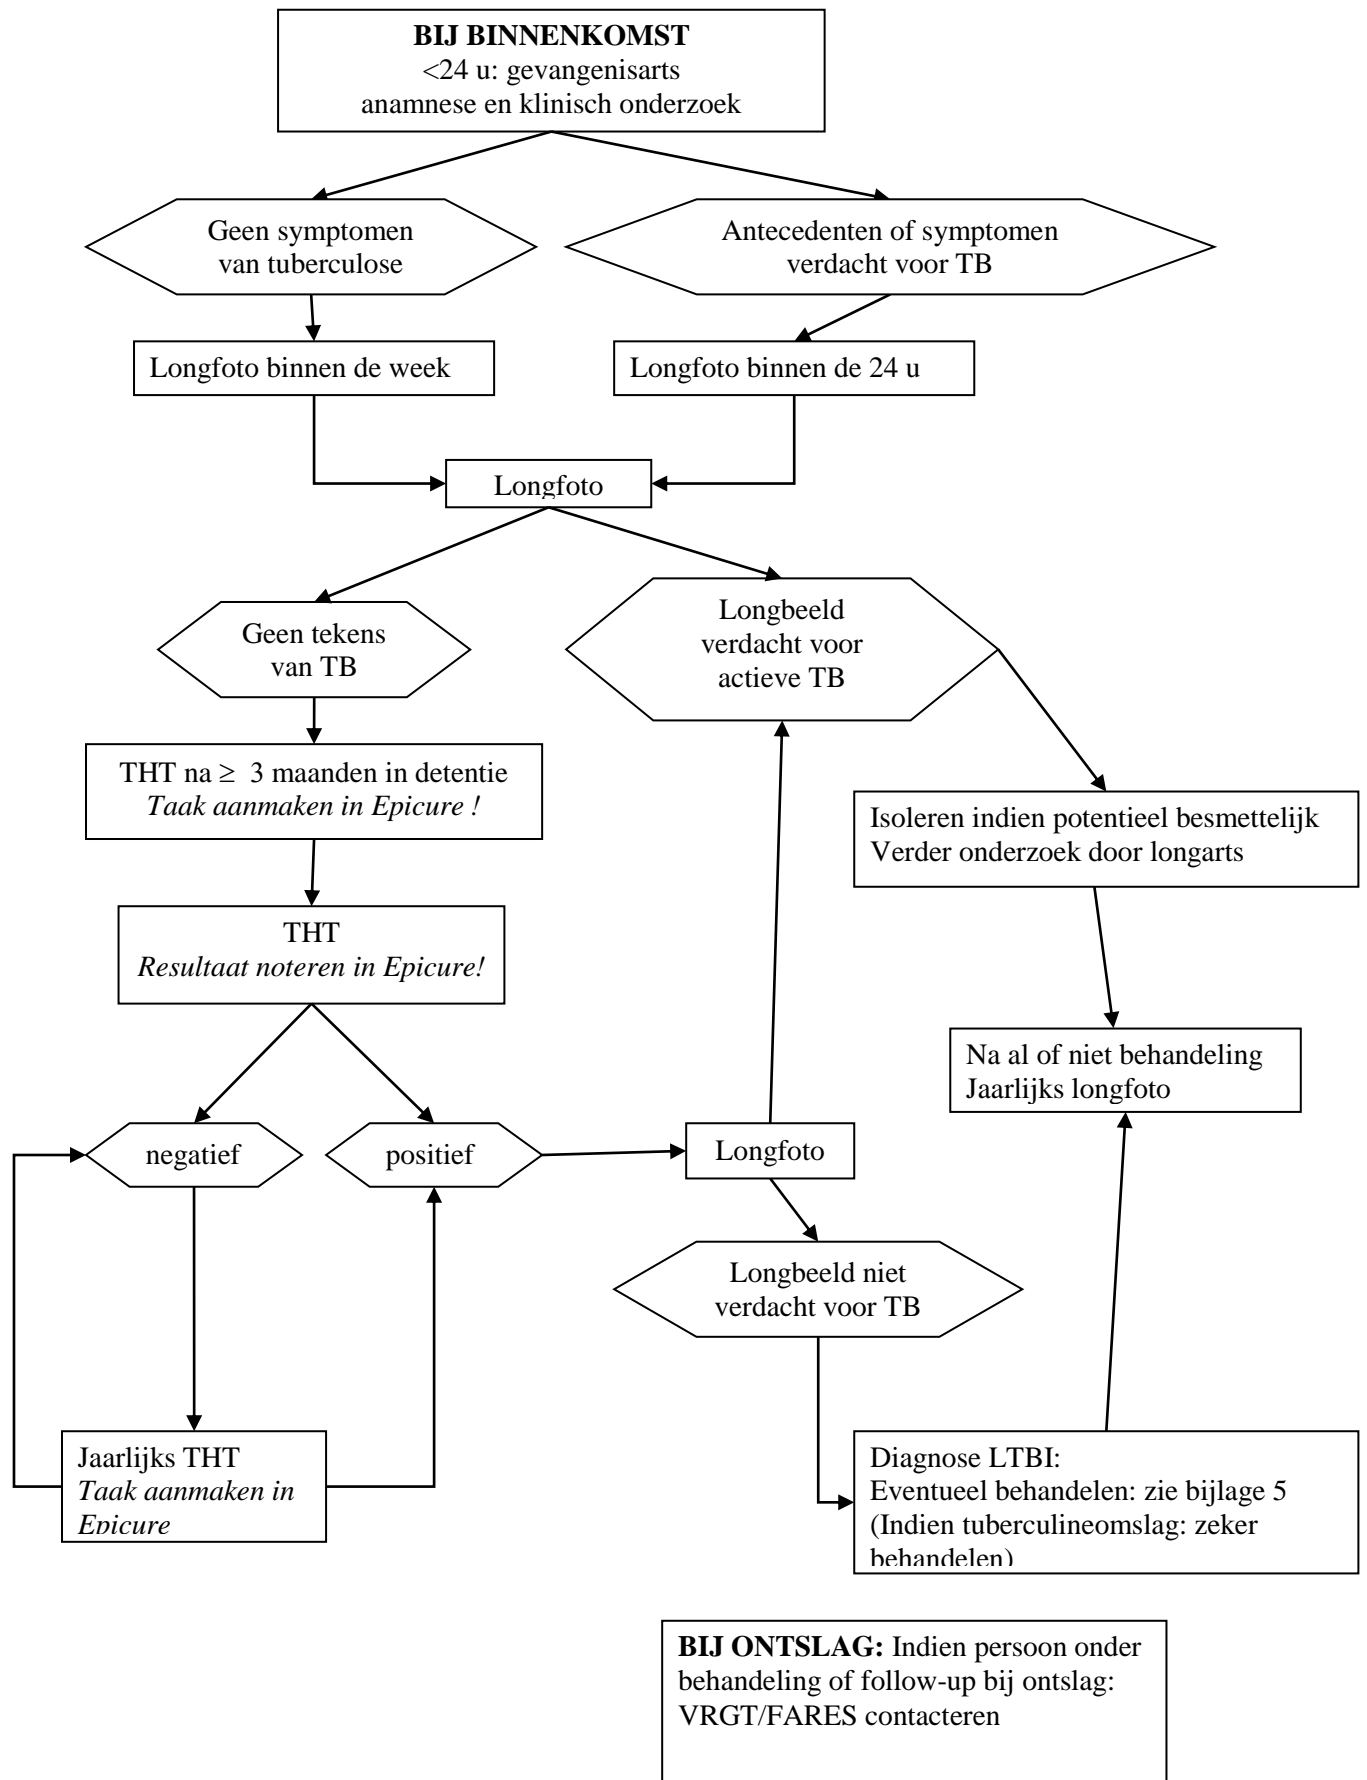 BIJ BINNENKOMST
<24 u: gevangenisarts
anamnese en klinisch onderzoek
Geen symptomen
van tuberculose
Antecedenten of symptomen
verdacht voor TB
Longfoto binnen de week
Longfoto binnen de 24 u
Longfoto
Geen tekens
van TB
Longbeeld
verdacht voor
actieve TB
THT na ≥ 3 maanden in detentie
Taak aanmaken in Epicure !
Isoleren indien potentieel besmettelijk
Verder onderzoek door longarts
THT
Resultaat noteren in Epicure!
Na al of niet behandeling
Jaarlijks longfoto
negatief
positief
Longfoto
Longbeeld niet
verdacht voor TB
Jaarlijks THT
Taak aanmaken in
Epicure
Diagnose LTBI:
Eventueel behandelen: zie bijlage 5
(Indien tuberculineomslag: zeker
behandelen)
BIJ ONTSLAG: Indien persoon onder
behandeling of follow-up bij ontslag:
VRGT/FARES contacteren